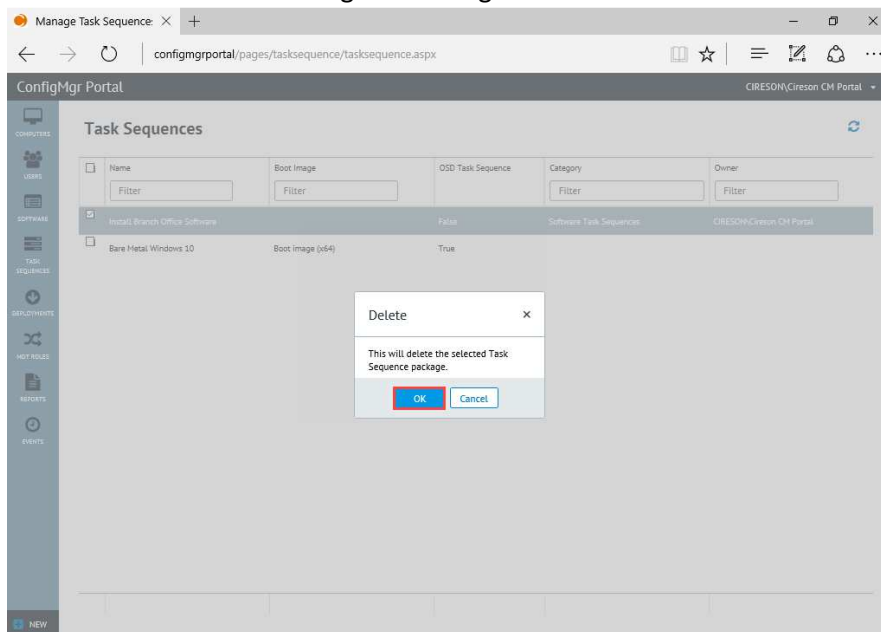 Manage Task Sequence:
configmgrportal/pages/tasksequence/tasksequence.aspx
ConfigMgr Portal
CIRESON\Cireson CM Portal
COMPUTERS
USERS
SOFTWARE
TASK
SEQUENCES
DEPLOYMENTS
HOT ROLES
REPORTS
EVENTS
NEW
Task Sequences
Name Boot Image OSD Task Sequence Category Owner
Filter Filter Filter Filter
Install Branch Office Software False Software Task Sequences CIRESON\Cireson CM Portal
Bare Metal Windows 10 Boot image (x64) True
Delete
This will delete the selected Task
Sequence package.
OK Cancel